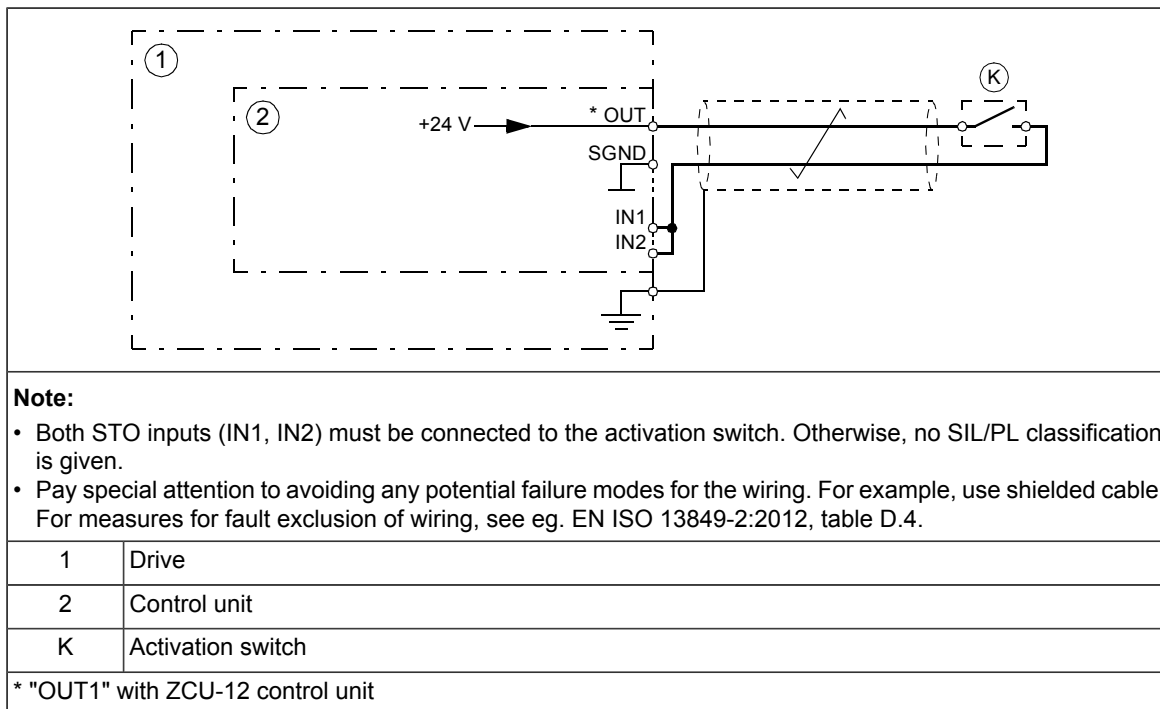 1
2
K
+24 V
* OUT
SGND
IN1
IN2
Note:
• Both STO inputs (IN1, IN2) must be connected to the activation switch. Otherwise, no SIL/PL classification
is given.
• Pay special attention to avoiding any potential failure modes for the wiring. For example, use shielded cable
For measures for fault exclusion of wiring, see eg. EN ISO 13849-2:2012, table D.4.
1 Drive
2 Control unit
K Activation switch
* "OUT1" with ZCU-12 control unit